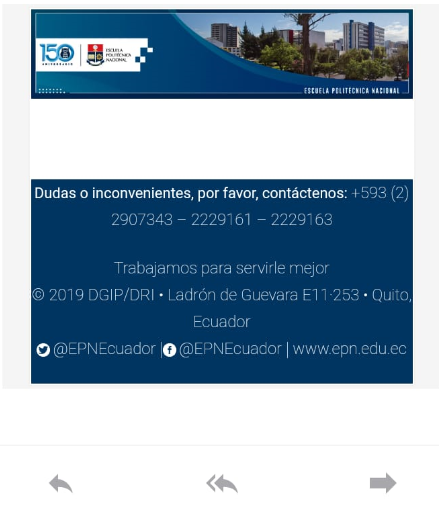 150
ANIVERSARIO
ESCUELA
POLITÉCNICA
NACIONAL
ESCUELA POLITÉCNICA NACIONAL
Dudas o inconvenientes, por favor, contáctenos: +593 (2)
2907343 – 2229161 – 2229163
Trabajamos para servirle mejor
© 2019 DGIP/DRI • Ladrón de Guevara E11·253 • Quito,
Ecuador
@EPNEcuador | @EPNEcuador | www.epn.edu.ec